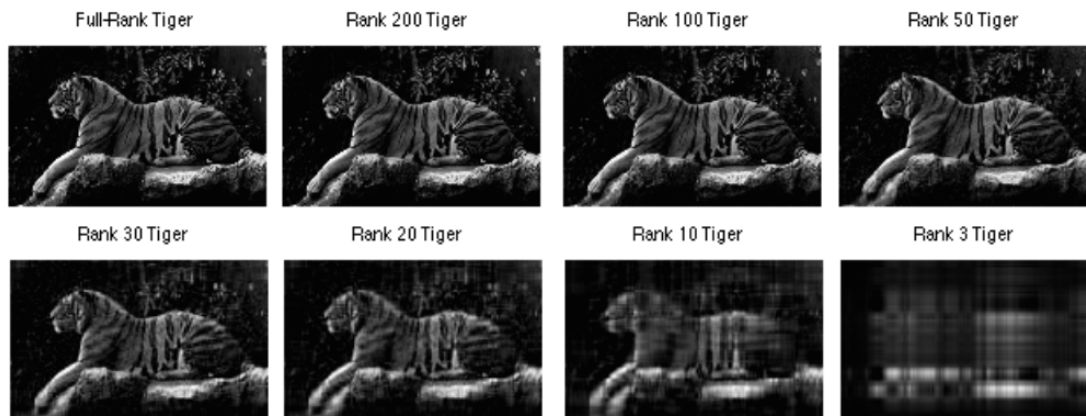 Full-Rank Tiger
Rank 200 Tiger
Rank 100 Tiger
Rank 50 Tiger
Rank 30 Tiger
Rank 20 Tiger
Rank 10 Tiger
Rank 3 Tiger